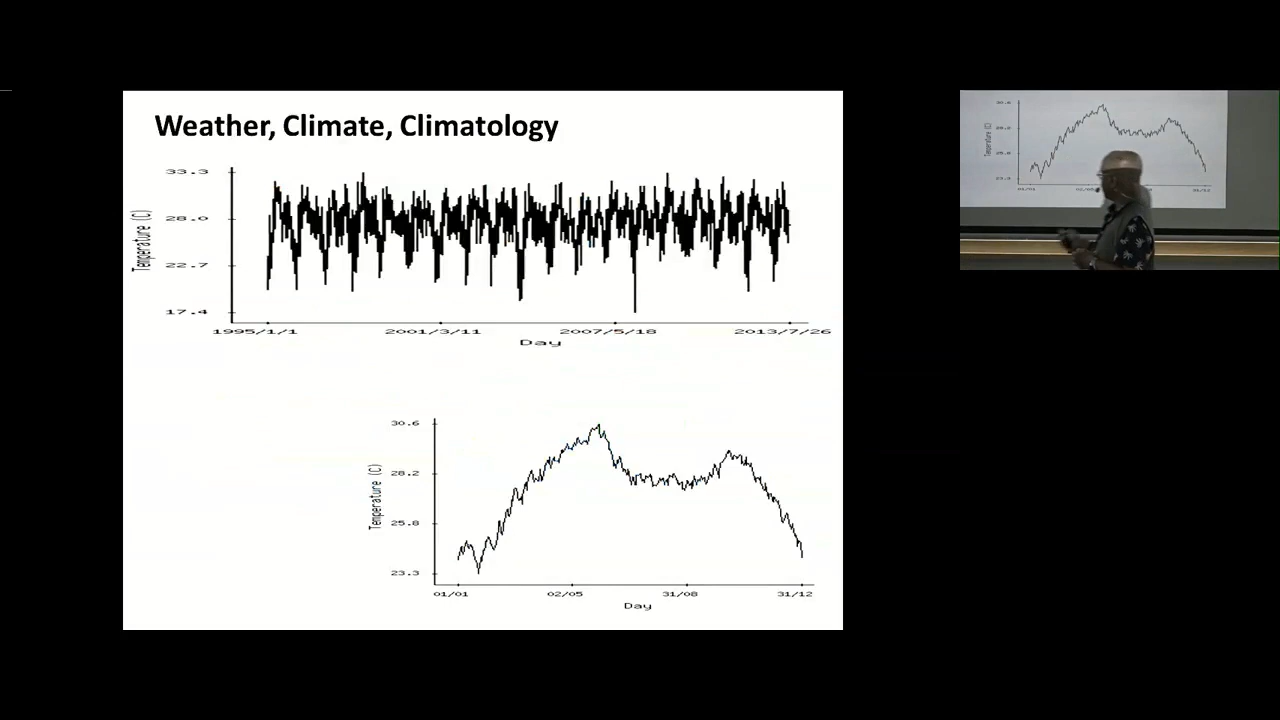 Weather, Climate, Climatology
33.3
28.0
22.7
17.4
Temperature (C)
1995/1/1 2001/3/11 2007/5/18 2013/7/26
Day
30.6
28.2
25.8
23.3
Temperature (C)
01/01 02/05 31/08 31/12
Day